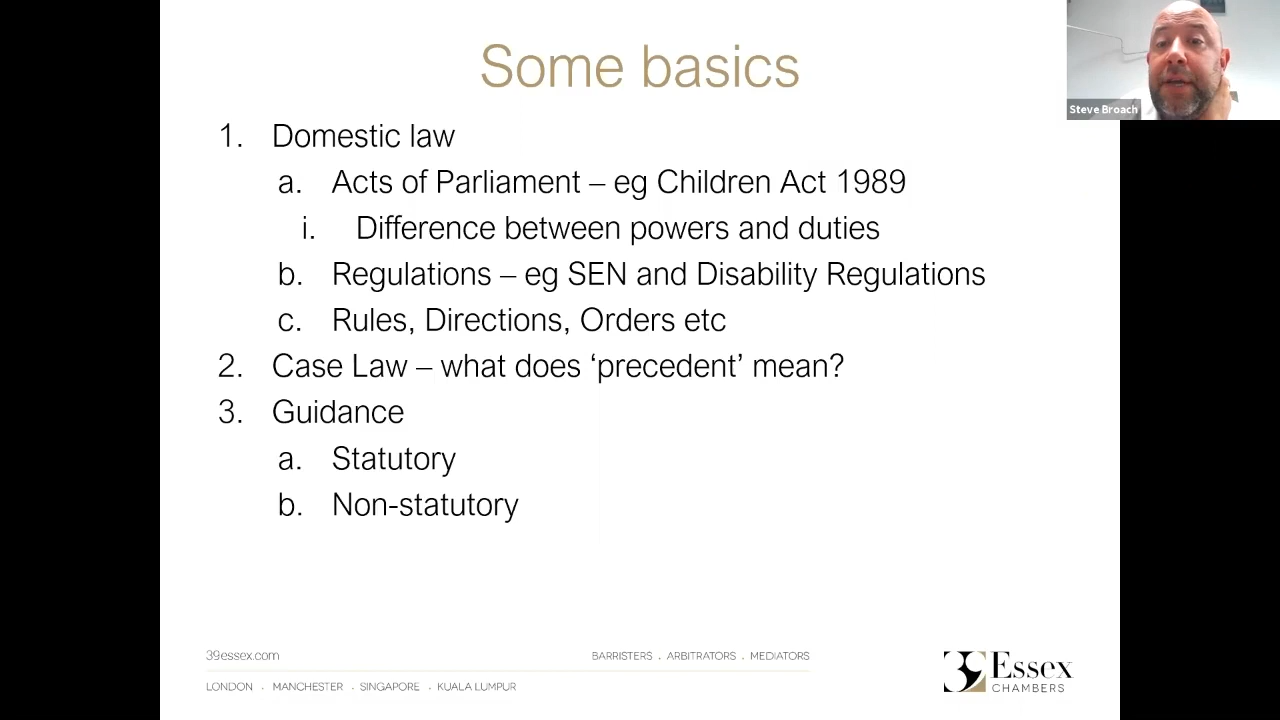 Some basics
Steve Broach
1. Domestic law
a. Acts of Parliament – eg Children Act 1989
i. Difference between powers and duties
b. Regulations – eg SEN and Disability Regulations
c. Rules, Directions, Orders etc
2. Case Law – what does ‘precedent’ mean?
3. Guidance
a. Statutory
b. Non-statutory
39essex.com
BARRISTERS . ARBITRATORS . MEDIATORS
LONDON . MANCHESTER . SINGAPORE . KUALA LUMPUR
39 Essex
CHAMBERS